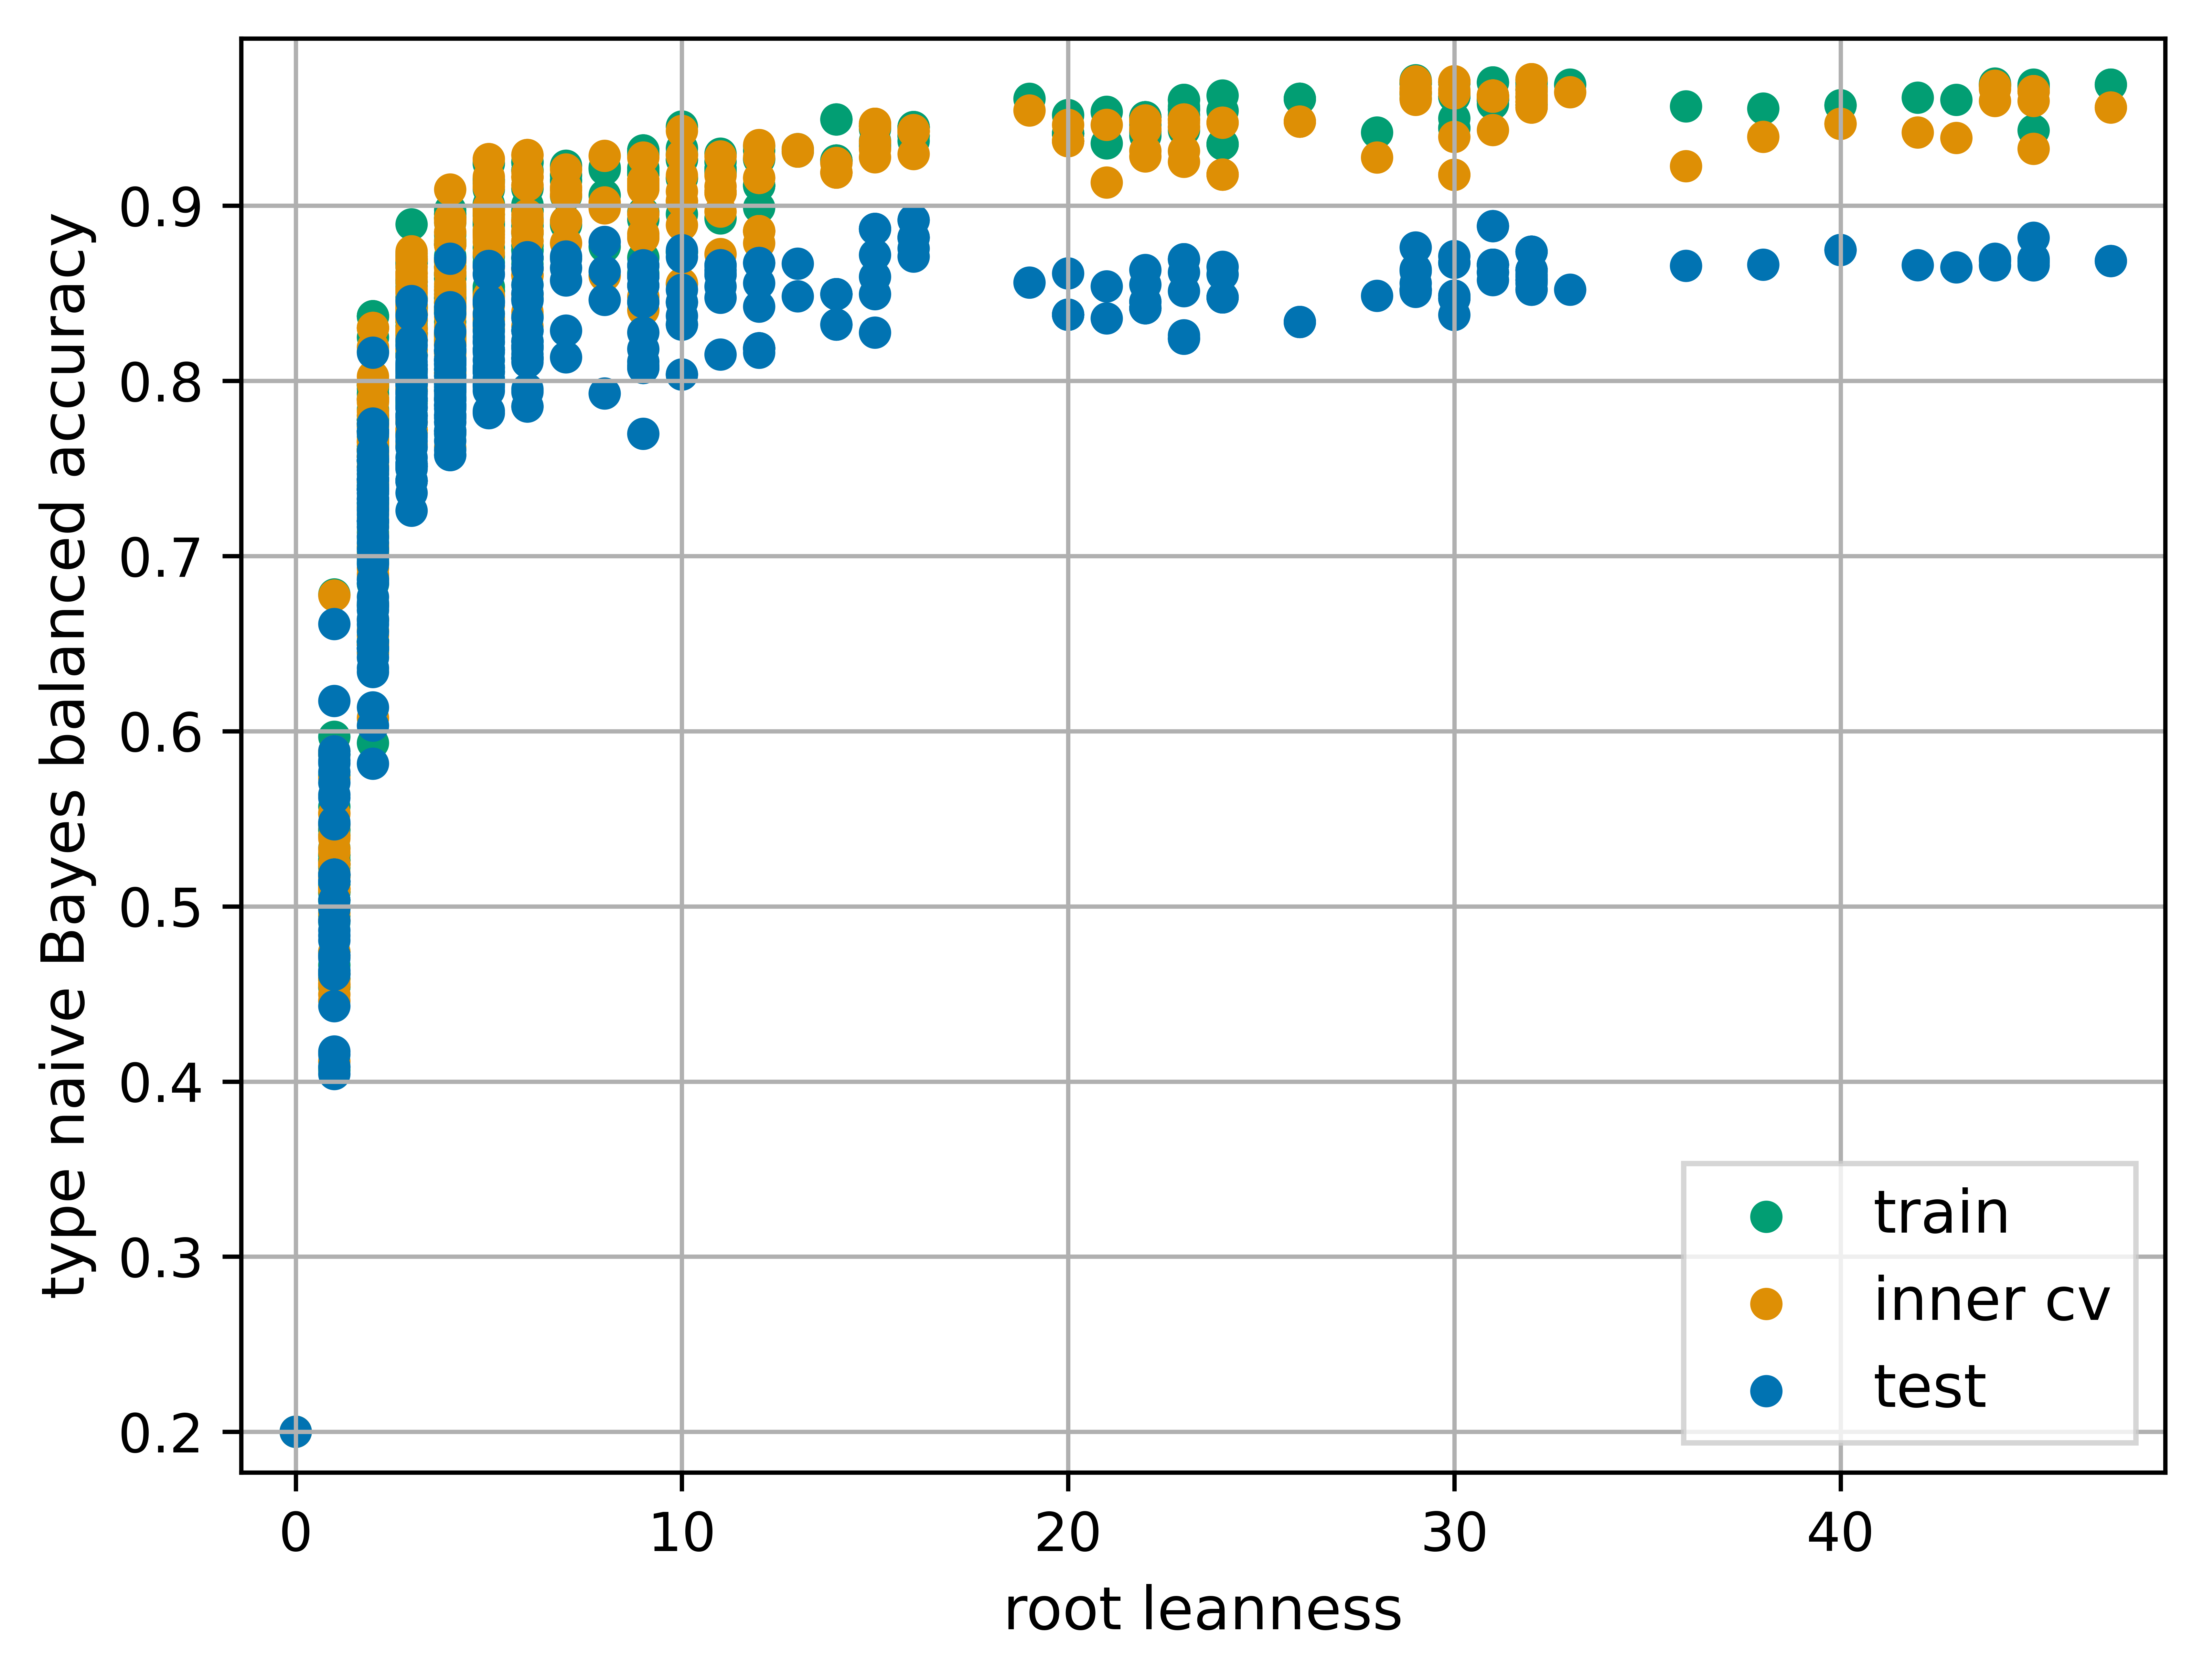 type naive Bayes balanced accuracy
0.9
0.8
0.7
0.6
0.5
0.4
0.3
0.2
train
inner cv
test
0 10 20 30 40
root leanness